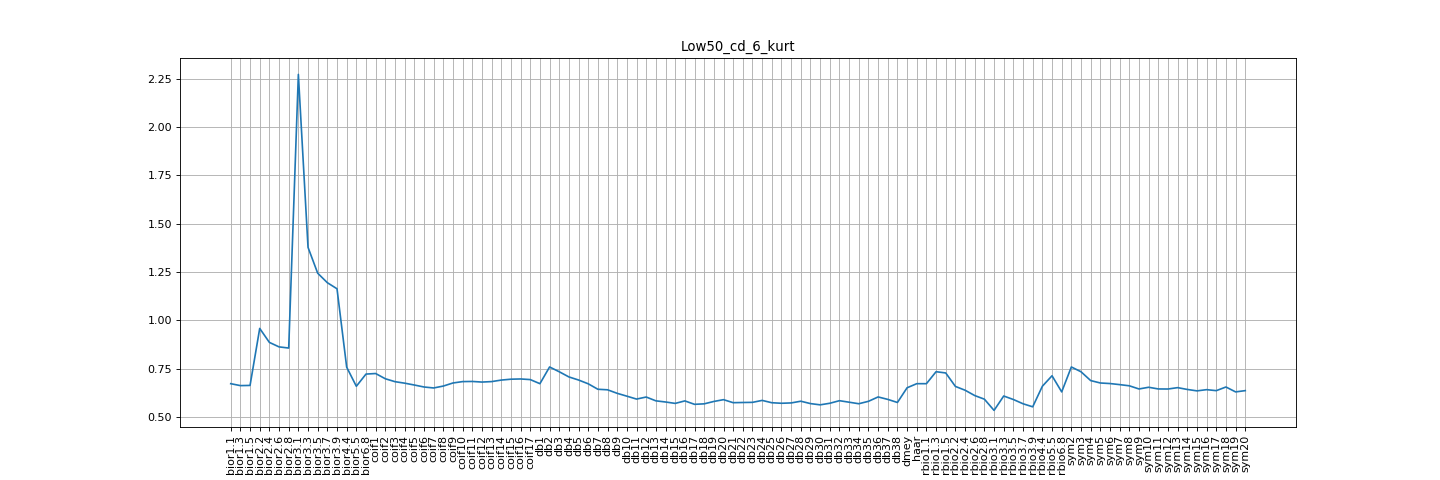 Low50_cd_6_kurt
2.25
2.00
1.75
1.50
1.25
1.00
0.75
0.50
bior1.1
bior1.3
bior1.5
bior2.2
bior2.4
bior2.6
bior2.8
bior3.1
bior3.3
bior3.5
bior3.7
bior3.9
bior4.4
bior5.5
bior6.8
coif1
coif2
coif3
coif4
coif5
coif6
coif7
coif8
coif9
coif10
coif11
coif12
coif13
coif14
coif15
coif16
coif17
db1
db2
db3
db4
db5
db6
db7
db8
db9
db10
db11
db12
db13
db14
db15
db16
db17
db18
db19
db20
db21
db22
db23
db24
db25
db26
db27
db28
db29
db30
db31
db32
db33
db34
db35
db36
db37
db38
dmey
haar
rbio1.1
rbio1.3
rbio1.5
rbio2.2
rbio2.4
rbio2.6
rbio2.8
rbio3.1
rbio3.3
rbio3.5
rbio3.7
rbio3.9
rbio4.4
rbio5.5
rbio6.8
sym2
sym3
sym4
sym5
sym6
sym7
sym8
sym9
sym10
sym11
sym12
sym13
sym14
sym15
sym16
sym17
sym18
sym19
sym20